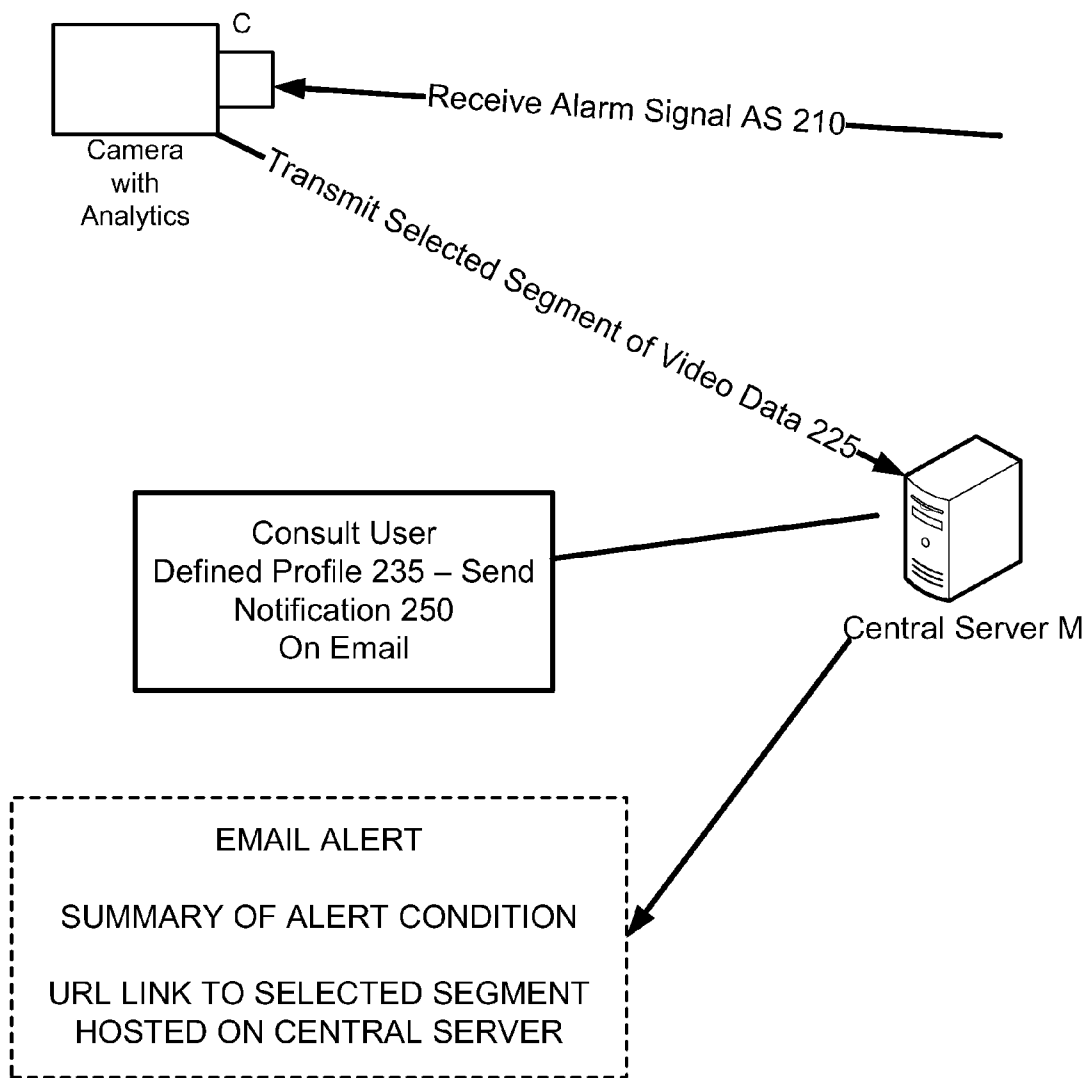 C
Receive Alarm Signal AS 210
Camera
with
Analytics
Transmit Selected Segment of Video Data 225
Consult User
Defined Profile 235 – Send
Notification 250
On Email
Central Server M
EMAIL ALERT
SUMMARY OF ALERT CONDITION
URL LINK TO SELECTED SEGMENT
HOSTED ON CENTRAL SERVER